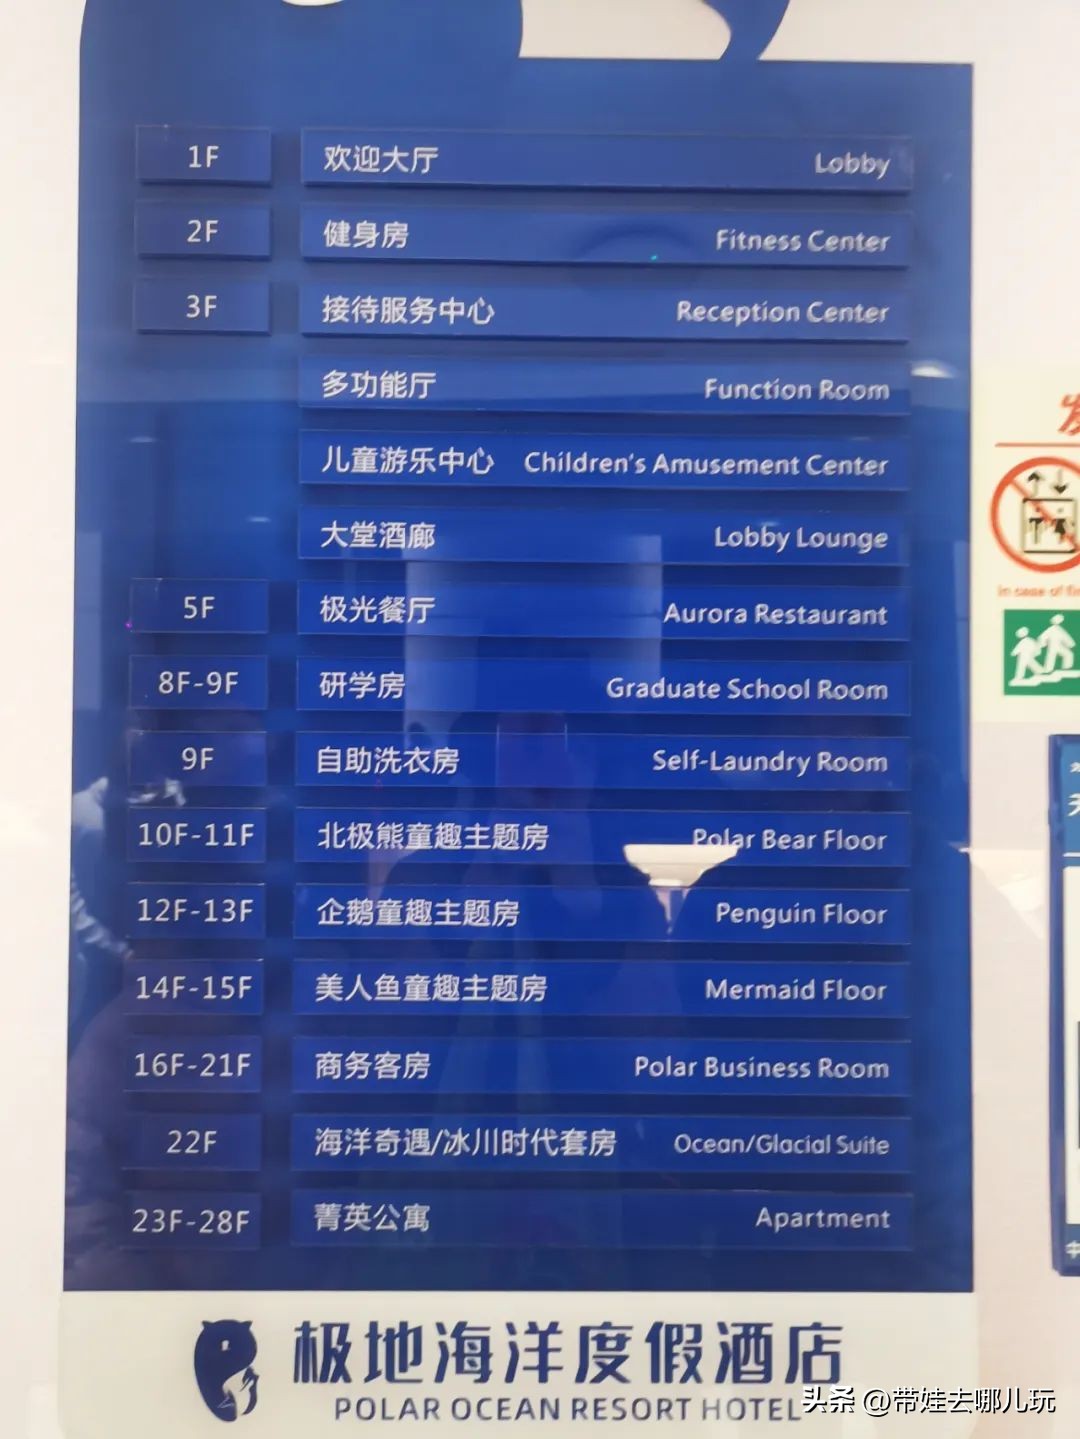 1F 欢迎大厅 Lobby
2F 健身房 Fitness Center
3F 接待服务中心 Reception Center
多功能厅 Function Room
儿童游乐中心 Children's Amusement Center
大堂酒廊 Lobby Lounge
5F 极光餐厅 Aurora Restaurant
8F-9F 研学房 Graduate School Room
9F 自助洗衣房 Self-Laundry Room
10F-11F 北极熊童趣主题房 Polar Bear Floor
12F-13F 企鹅童趣主题房 Penguin Floor
14F-15F 美人鱼童趣主题房 Mermaid Floor
16F-21F 商务客房 Polar Business Room
22F 海洋奇遇/冰川时代套房 Ocean/Glacial Suite
23F-28F 菁英公寓 Apartment
极地海洋度假酒店
POLAR OCEAN RESORT HOTEL
头条 @带娃去哪儿玩
In case of